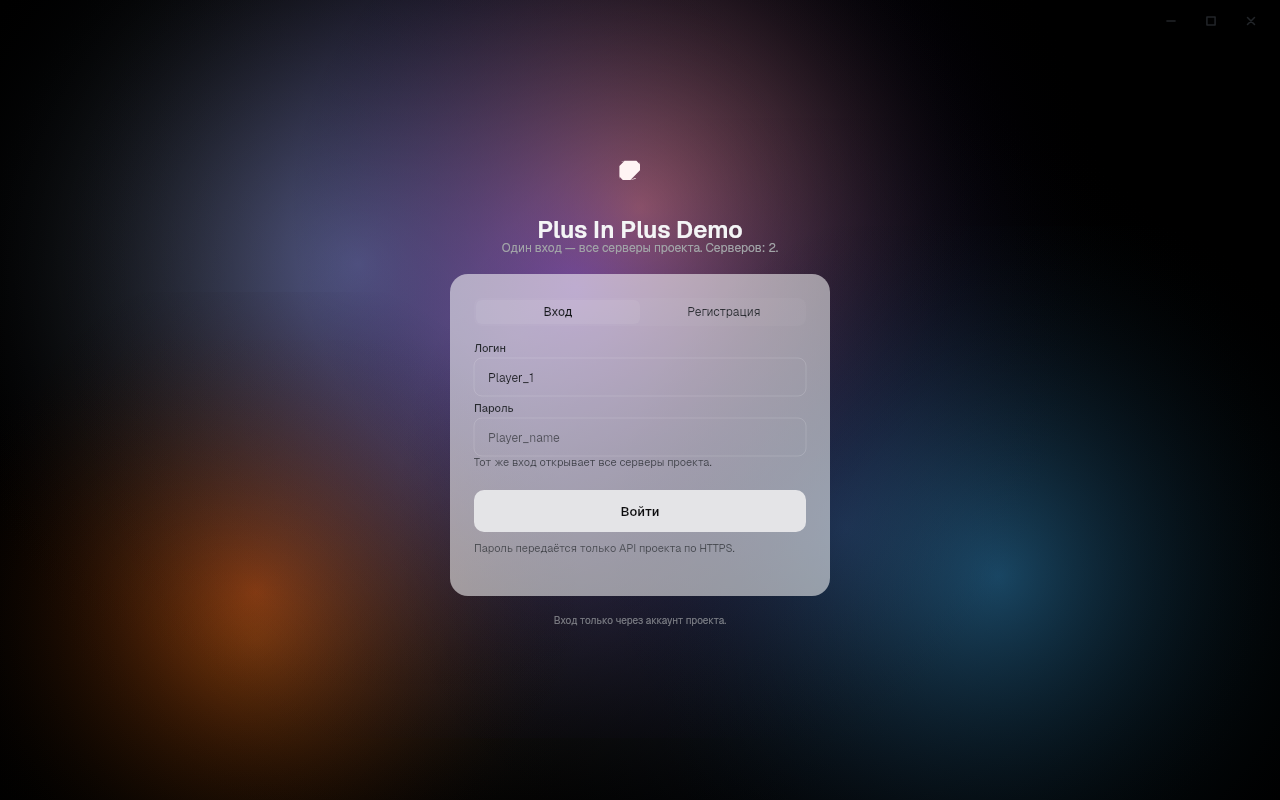 Plus In Plus Demo
Один вход — все серверы проекта. Серверов: 2.
Вход
Регистрация
Логин
Player_1
Пароль
Player_name
Тот же вход открывает все серверы проекта.
Войти
Пароль передаётся только API проекта по HTTPS.
Вход только через аккаунт проекта.